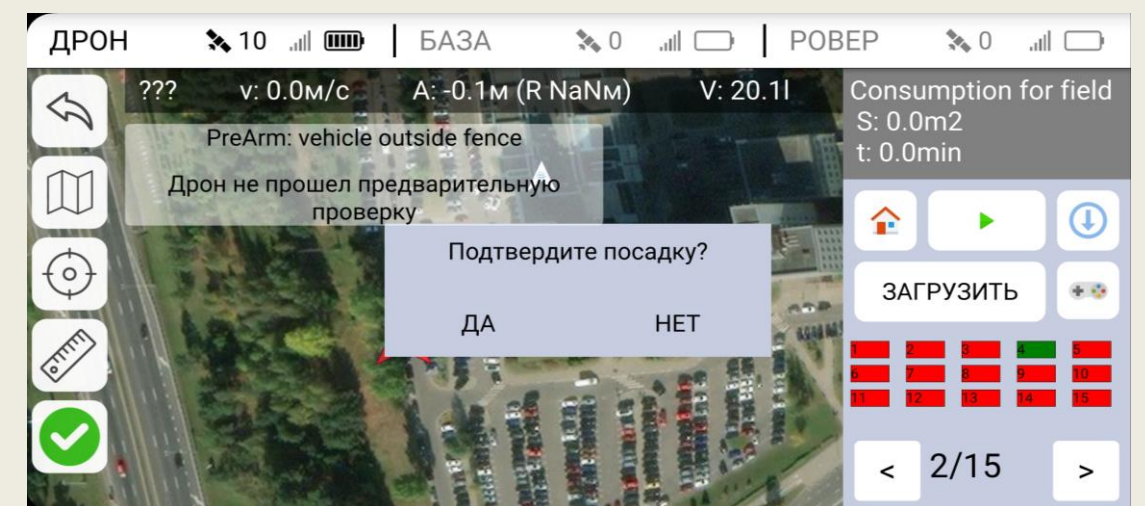 ДРОН 10 БАЗА 0 РОВЕР 0
??? v: 0.0м/с A: -0.1м (R NaNм) V: 20.1l
Consumption for field
S: 0.0m2
t: 0.0min
PreArm: vehicle outside fence
Дрон не прошел предварительную
проверку
Подтвердите посадку?
ДА НЕТ
ЗАГРУЗИТЬ
1 2 3 4 5
6 7 8 9 10
11 12 13 14 15
< 2/15 >